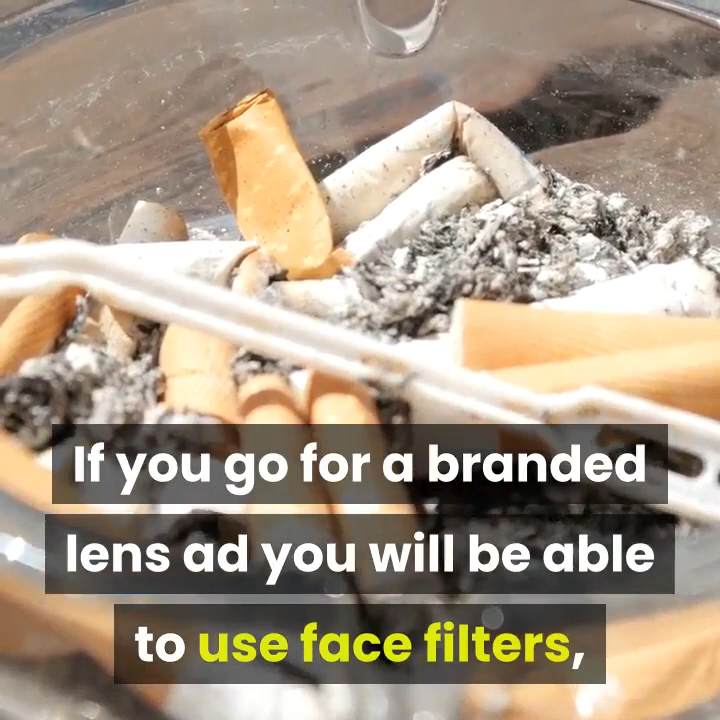 If you go for a branded
lens ad you will be able
to use face filters,